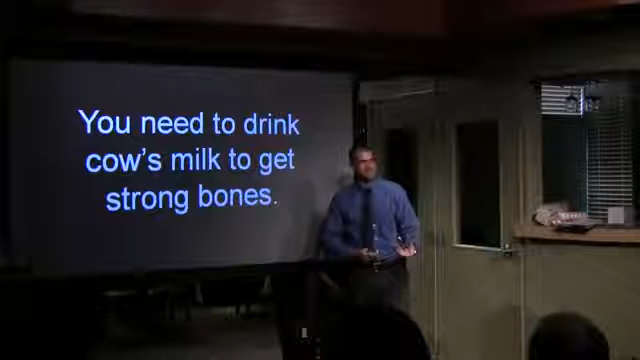 You need to drink
cow's milk to get
strong bones.